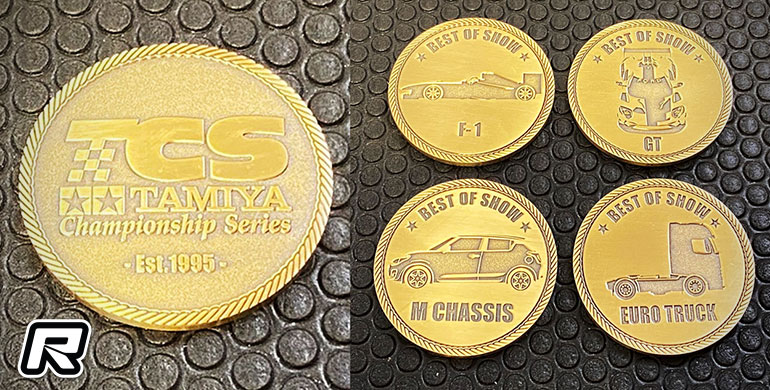 TCS
TAMIYA
Championship Series
- Est.1995 -
R
BEST OF SHOW
F-1
BEST OF SHOW
GT
BEST OF SHOW
M CHASSIS
BEST OF SHOW
EURO TRUCK